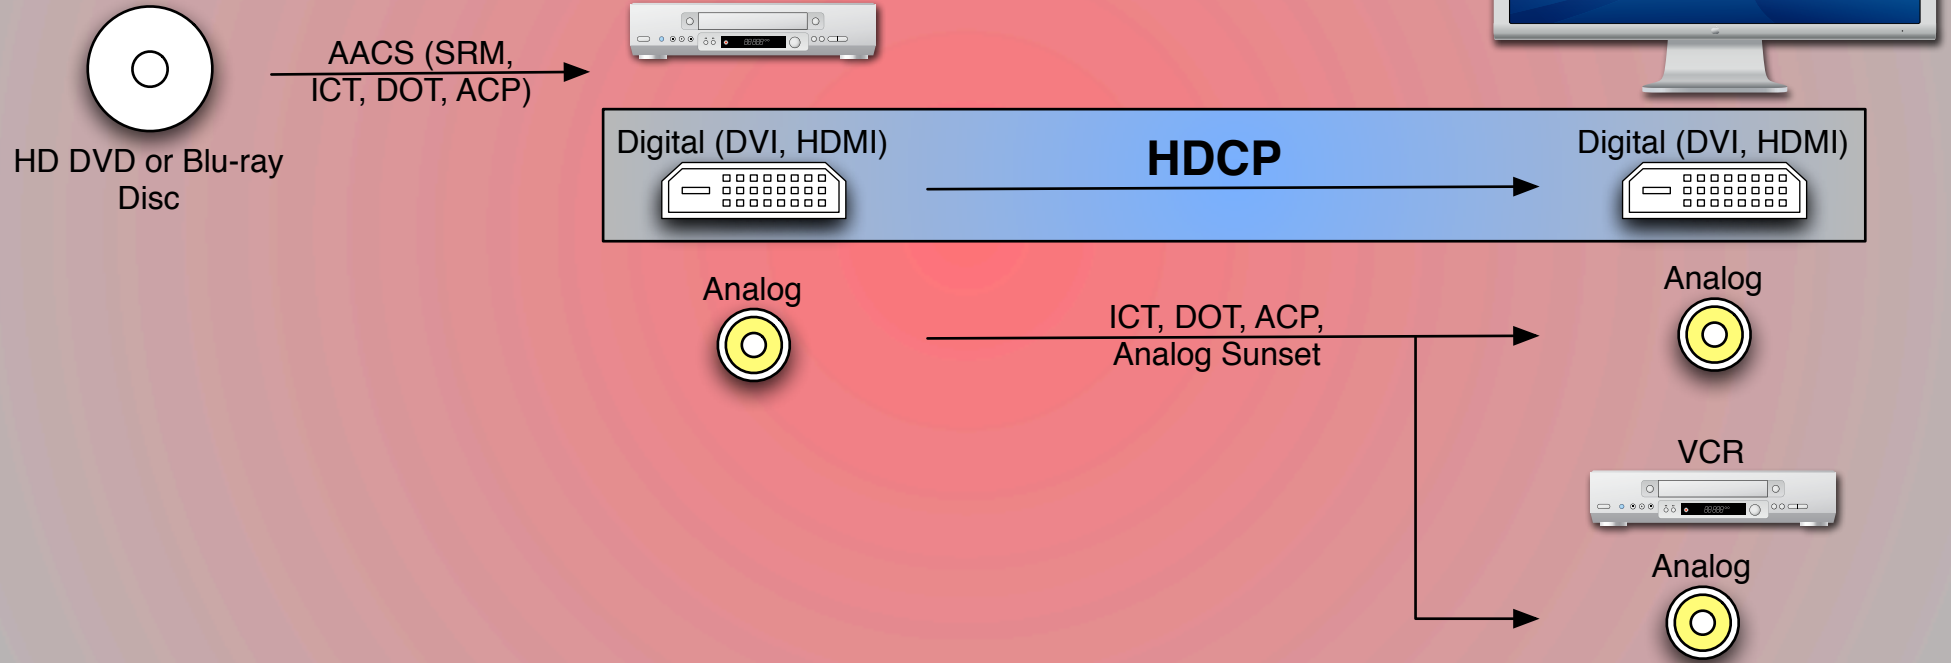 AACS (SRM,
ICT, DOT, ACP)
HD DVD or Blu-ray
Disc
Digital (DVI, HDMI)
HDCP
Digital (DVI, HDMI)
Analog
ICT, DOT, ACP,
Analog Sunset
Analog
VCR
Analog